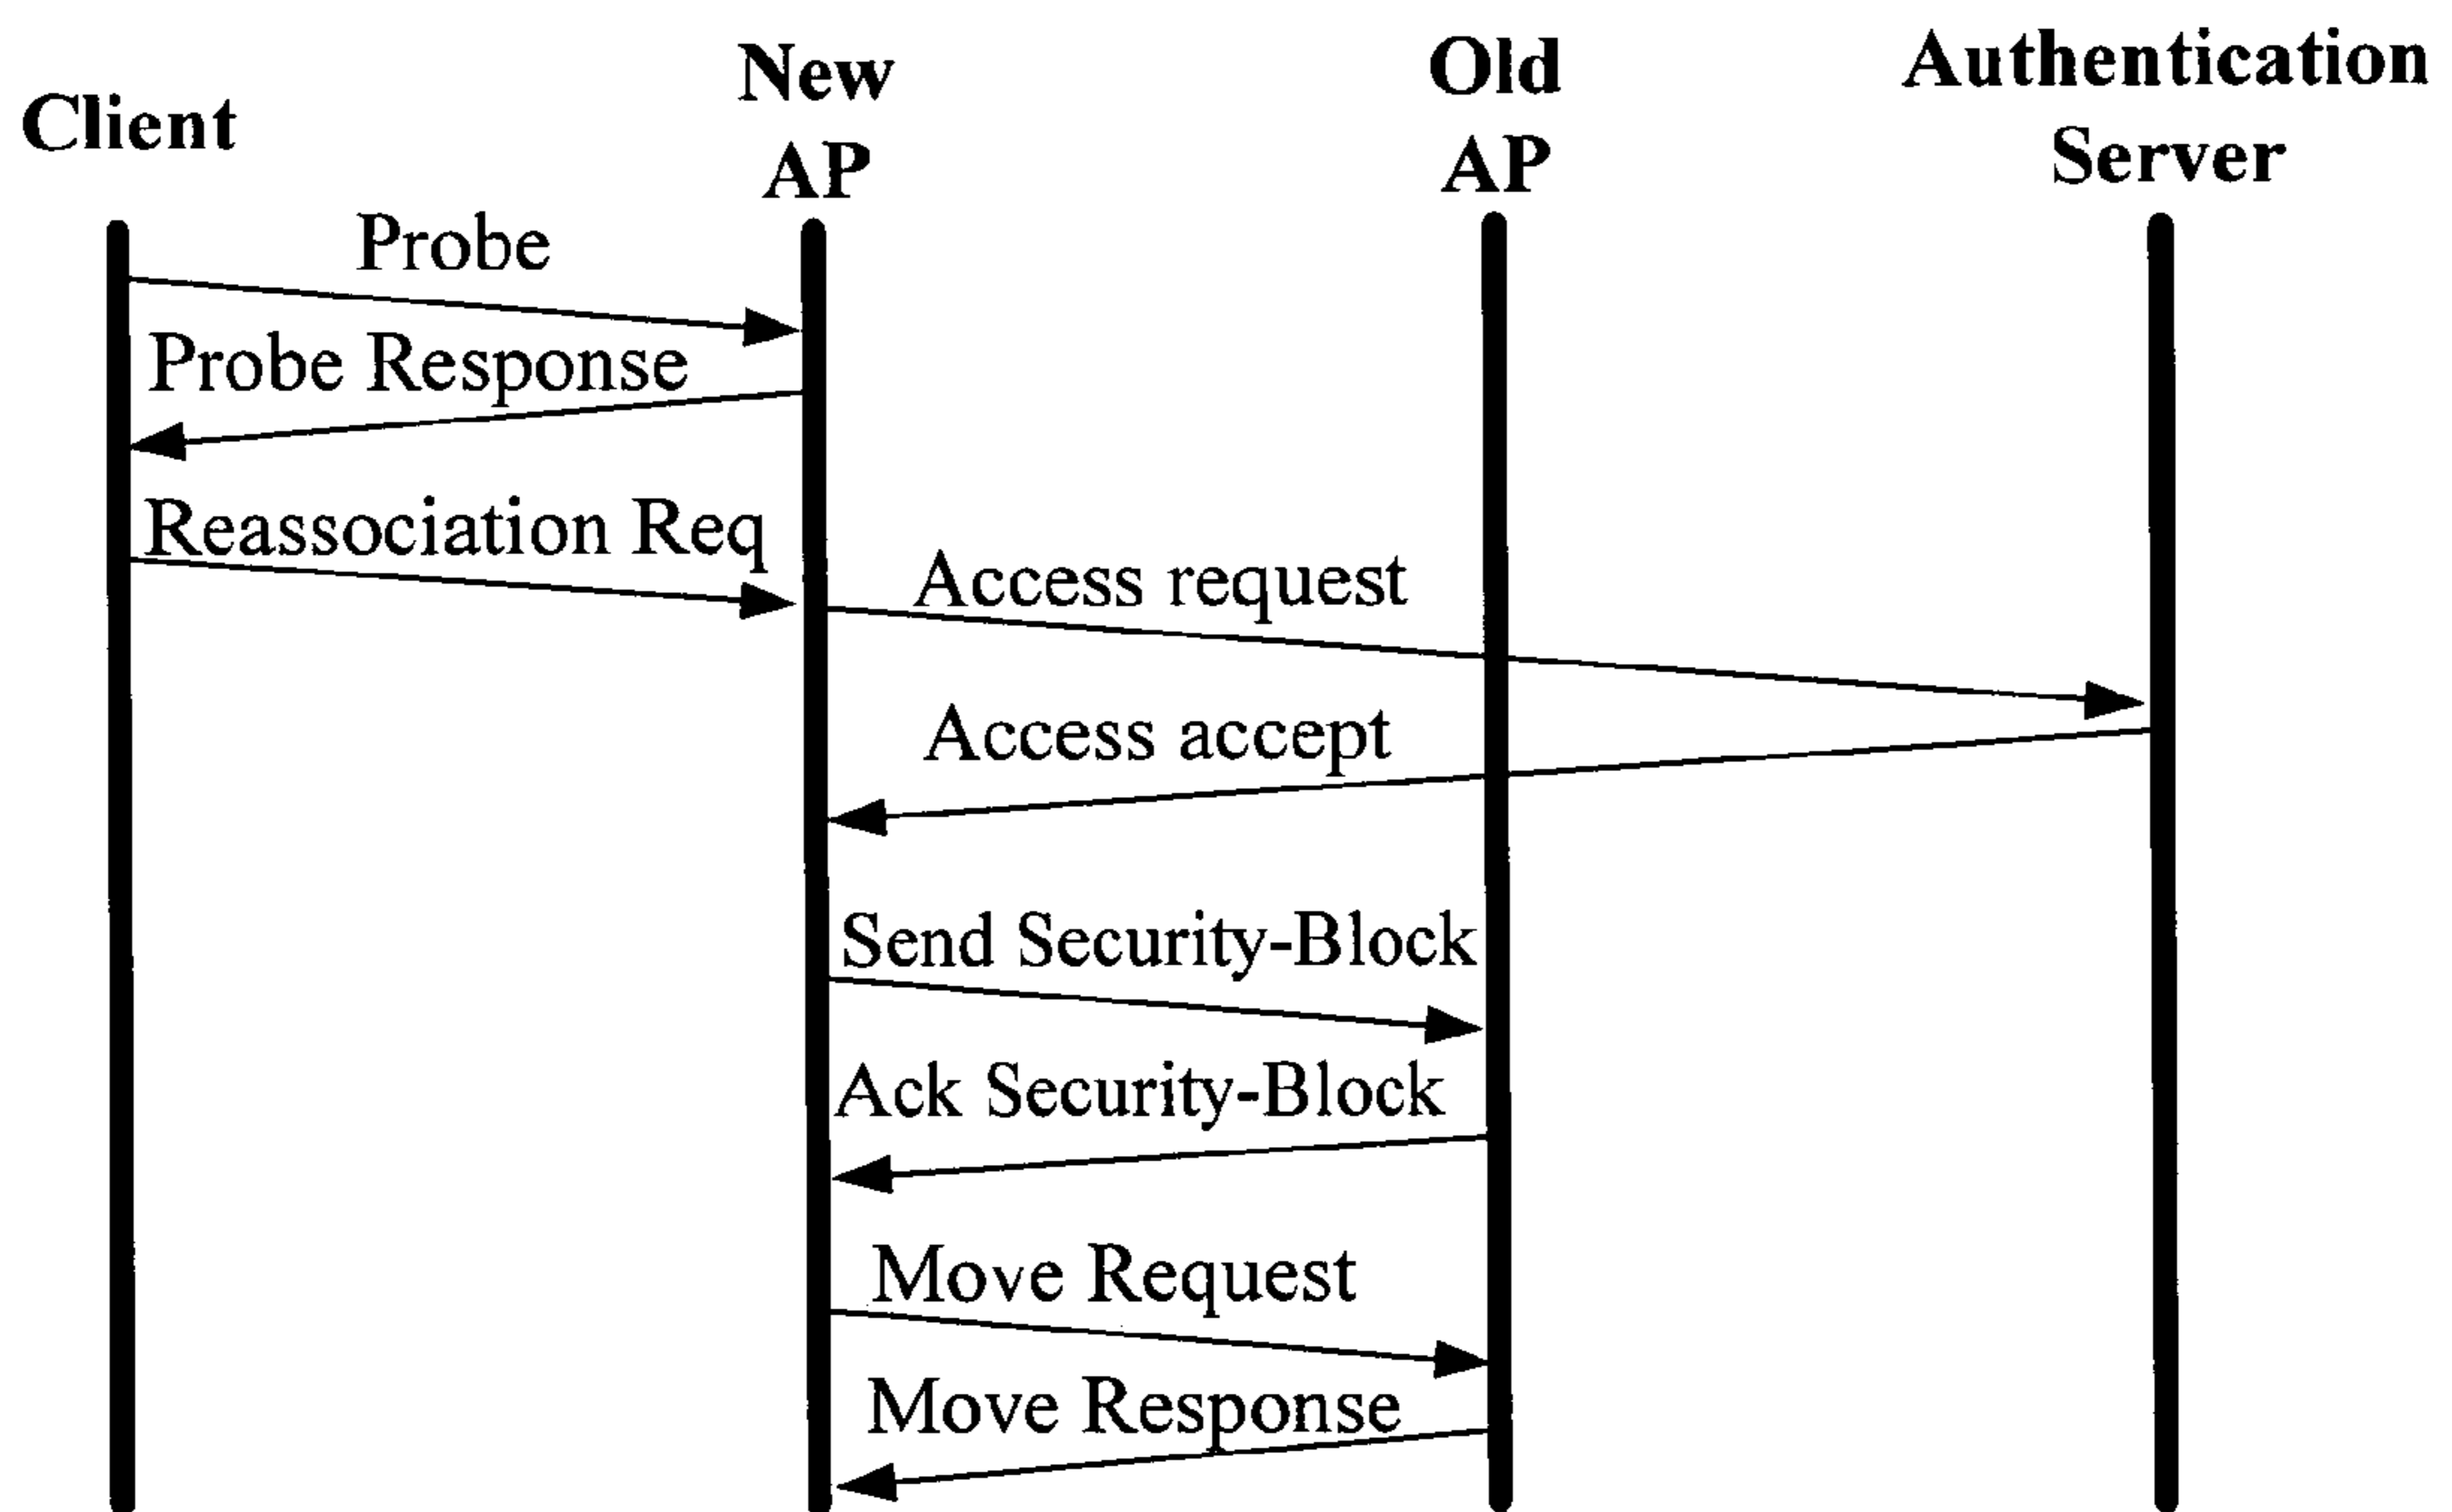 Client
New
AP
Old
AP
Authentication
Server
Probe
Probe Response
Reassociation Req
Access request
Access accept
Send Security-Block
Ack Security-Block
Move Request
Move Response